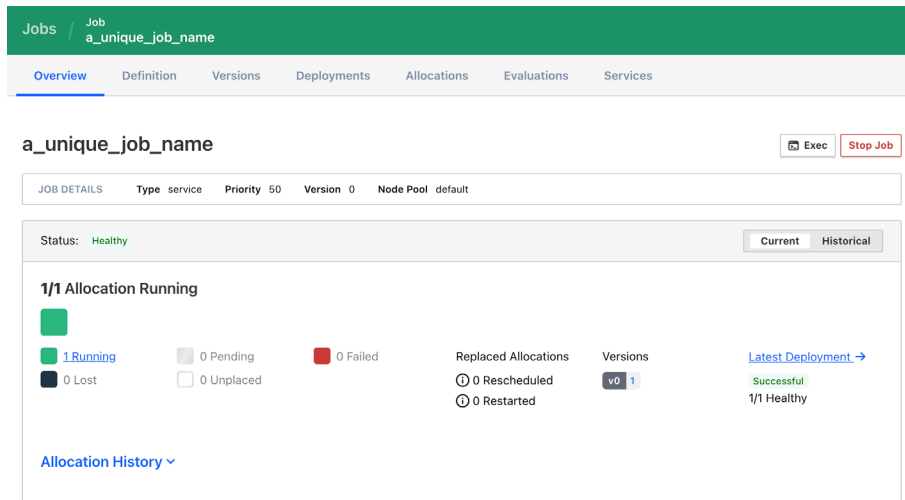 Jobs / Job
a_unique_job_name
Overview Definition Versions Deployments Allocations Evaluations Services
a_unique_job_name
Exec Stop Job
JOB DETAILS Type service Priority 50 Version 0 Node Pool default
Status: Healthy
Current Historical
1/1 Allocation Running
1 Running 0 Pending 0 Failed
0 Lost 0 Unplaced
Replaced Allocations
0 Rescheduled
0 Restarted
Versions
v0 1
Latest Deployment →
Successful
1/1 Healthy
Allocation History